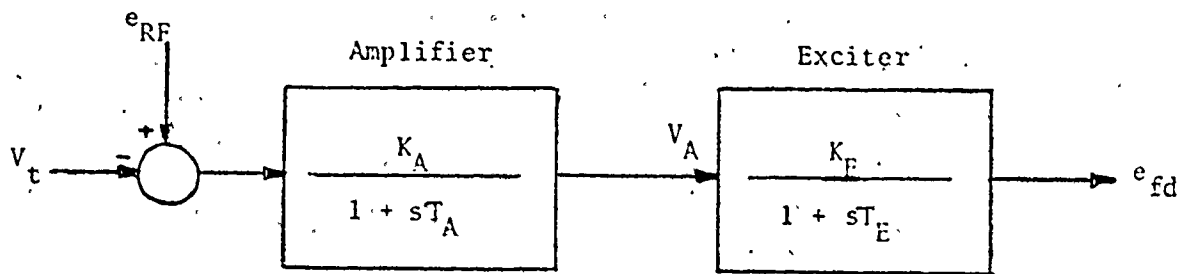 e_RF
Amplifier
Exciter
+
-
V_t
K_A
1 + sT_A
V_A
K_E
1 + sT_E
e_fd